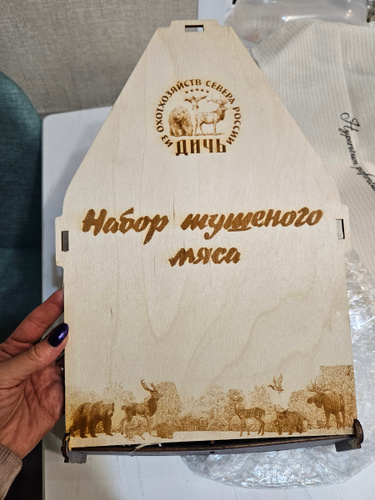 ИЗ ОХОТХОЗЯЙСТВ СЕВЕРА РОССИИ
ДИЧЬ
Набор тушеного
мяса